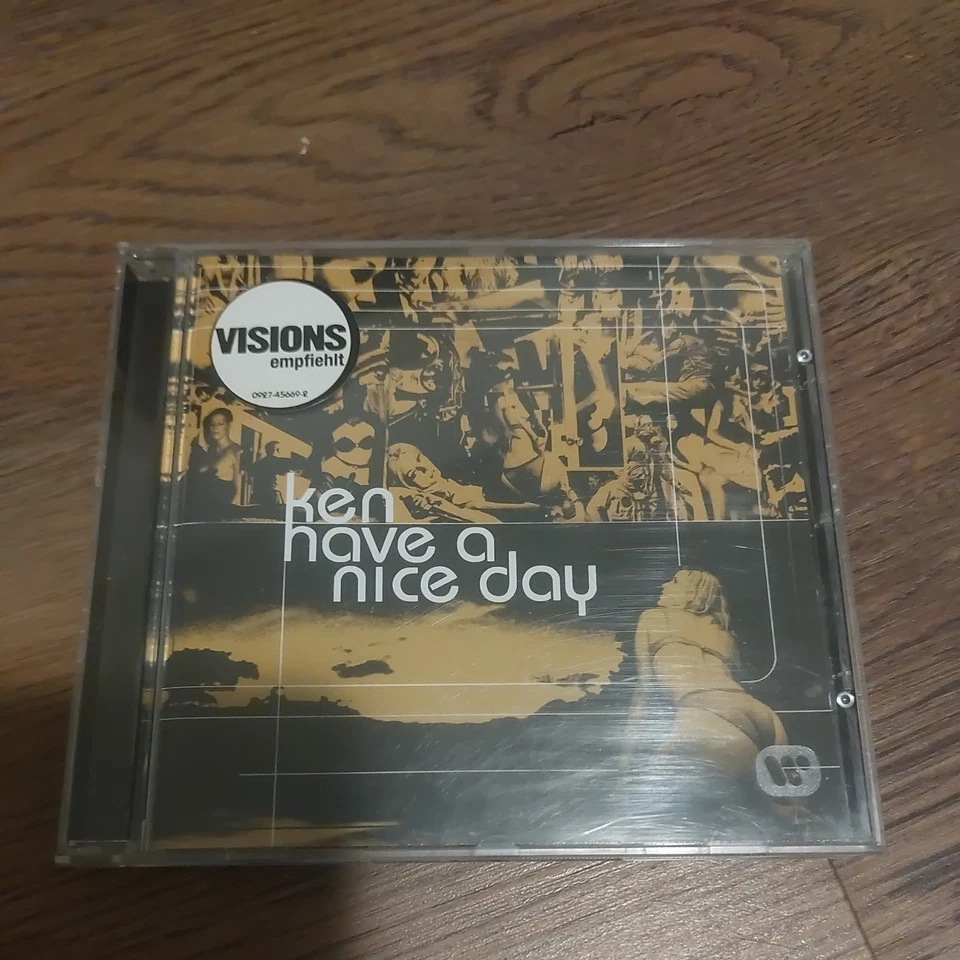 VISIONS
empfiehlt
0927-45669-2
ken
have a
nice day